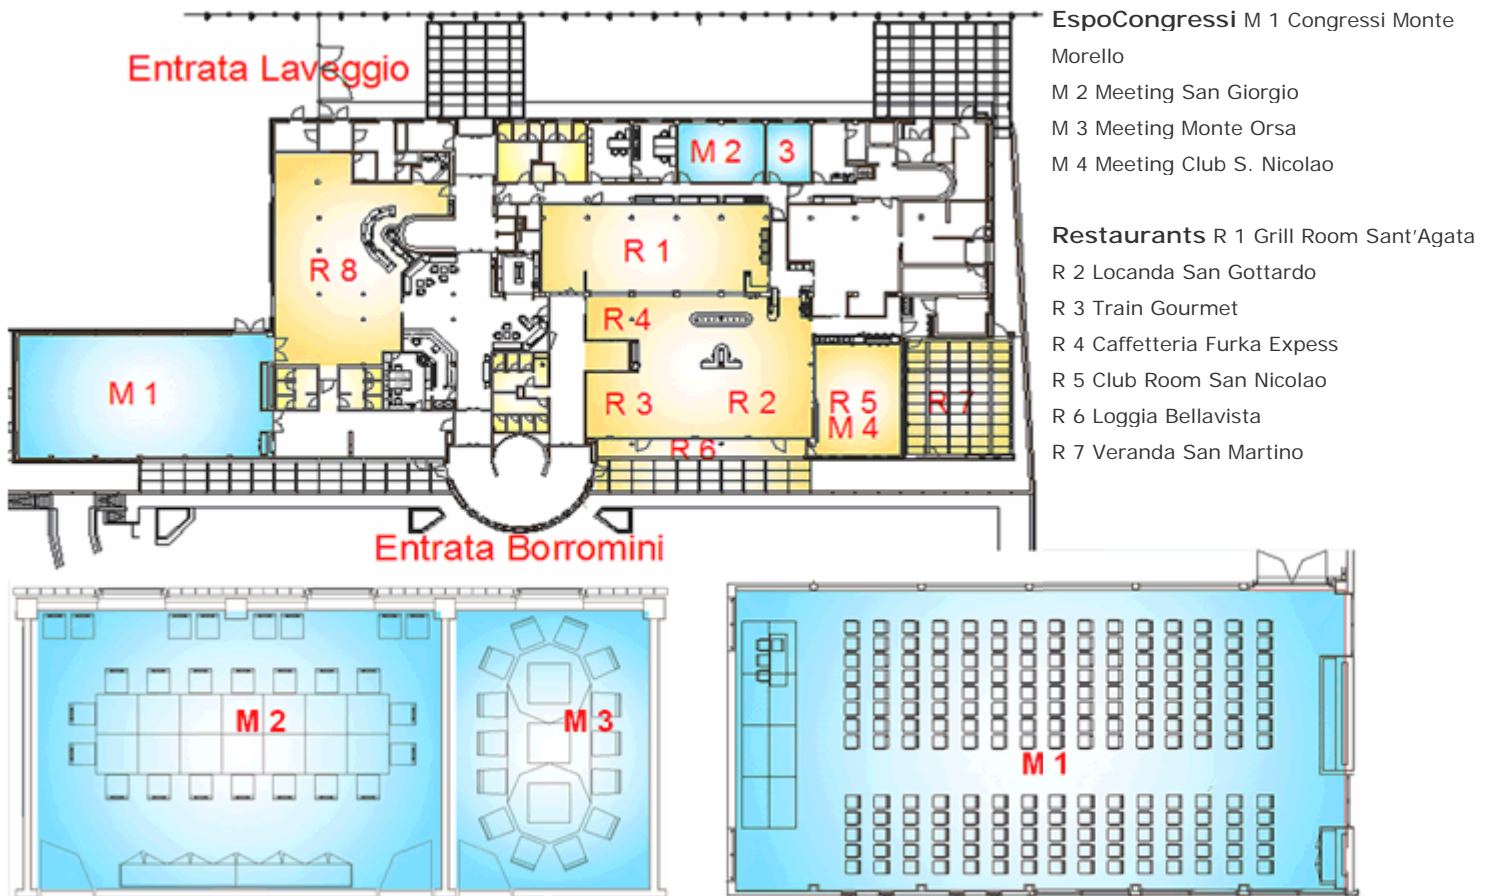 Entrata Laveggio
M 2
3
R 1
R 8
R 4
M 1
R 3
R 2
R 5
M 4
R 7
R 6
Entrata Borromini
EspoCongressi M 1 Congressi Monte
Morello
M 2 Meeting San Giorgio
M 3 Meeting Monte Orsa
M 4 Meeting Club S. Nicolao
Restaurants R 1 Grill Room Sant'Agata
R 2 Locanda San Gottardo
R 3 Train Gourmet
R 4 Caffetteria Furka Expess
R 5 Club Room San Nicolao
R 6 Loggia Bellavista
R 7 Veranda San Martino
M 2
M 3
M 1